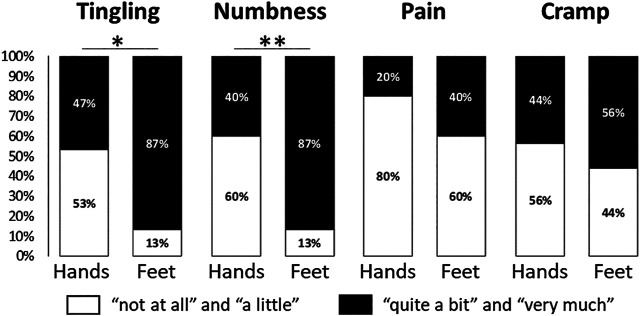 Tingling Numbness Pain Cramp
* **
100%
90%
80%
70%
60%
50%
40%
30%
20%
10%
0%
47% 87% 40% 87% 20% 40% 44% 56%
53% 13% 60% 13% 80% 60% 56% 44%
Hands Feet Hands Feet Hands Feet Hands Feet
“not at all” and “a little” “quite a bit” and “very much”